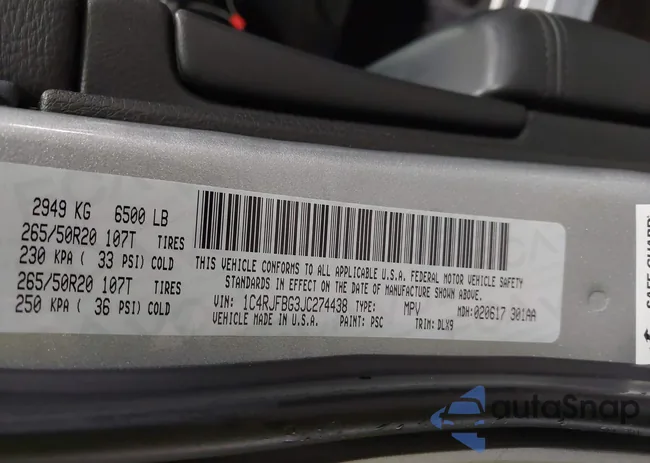 2949 KG 6500 LB
265/50R20 107T TIRES
230 KPA ( 33 PSI) COLD
265/50R20 107T TIRES
250 KPA ( 36 PSI) COLD
THIS VEHICLE CONFORMS TO ALL APPLICABLE U.S.A. FEDERAL MOTOR VEHICLE SAFETY
STANDARDS IN EFFECT ON THE DATE OF MANUFACTURE SHOWN ABOVE.
VIN: 1C4RJFBG3JC274438 TYPE: MPV MDH:020617 301AA
VEHICLE MADE IN U.S.A. PAINT: PSC TRIM: DLX9
SAFE GUARD
autoSnap